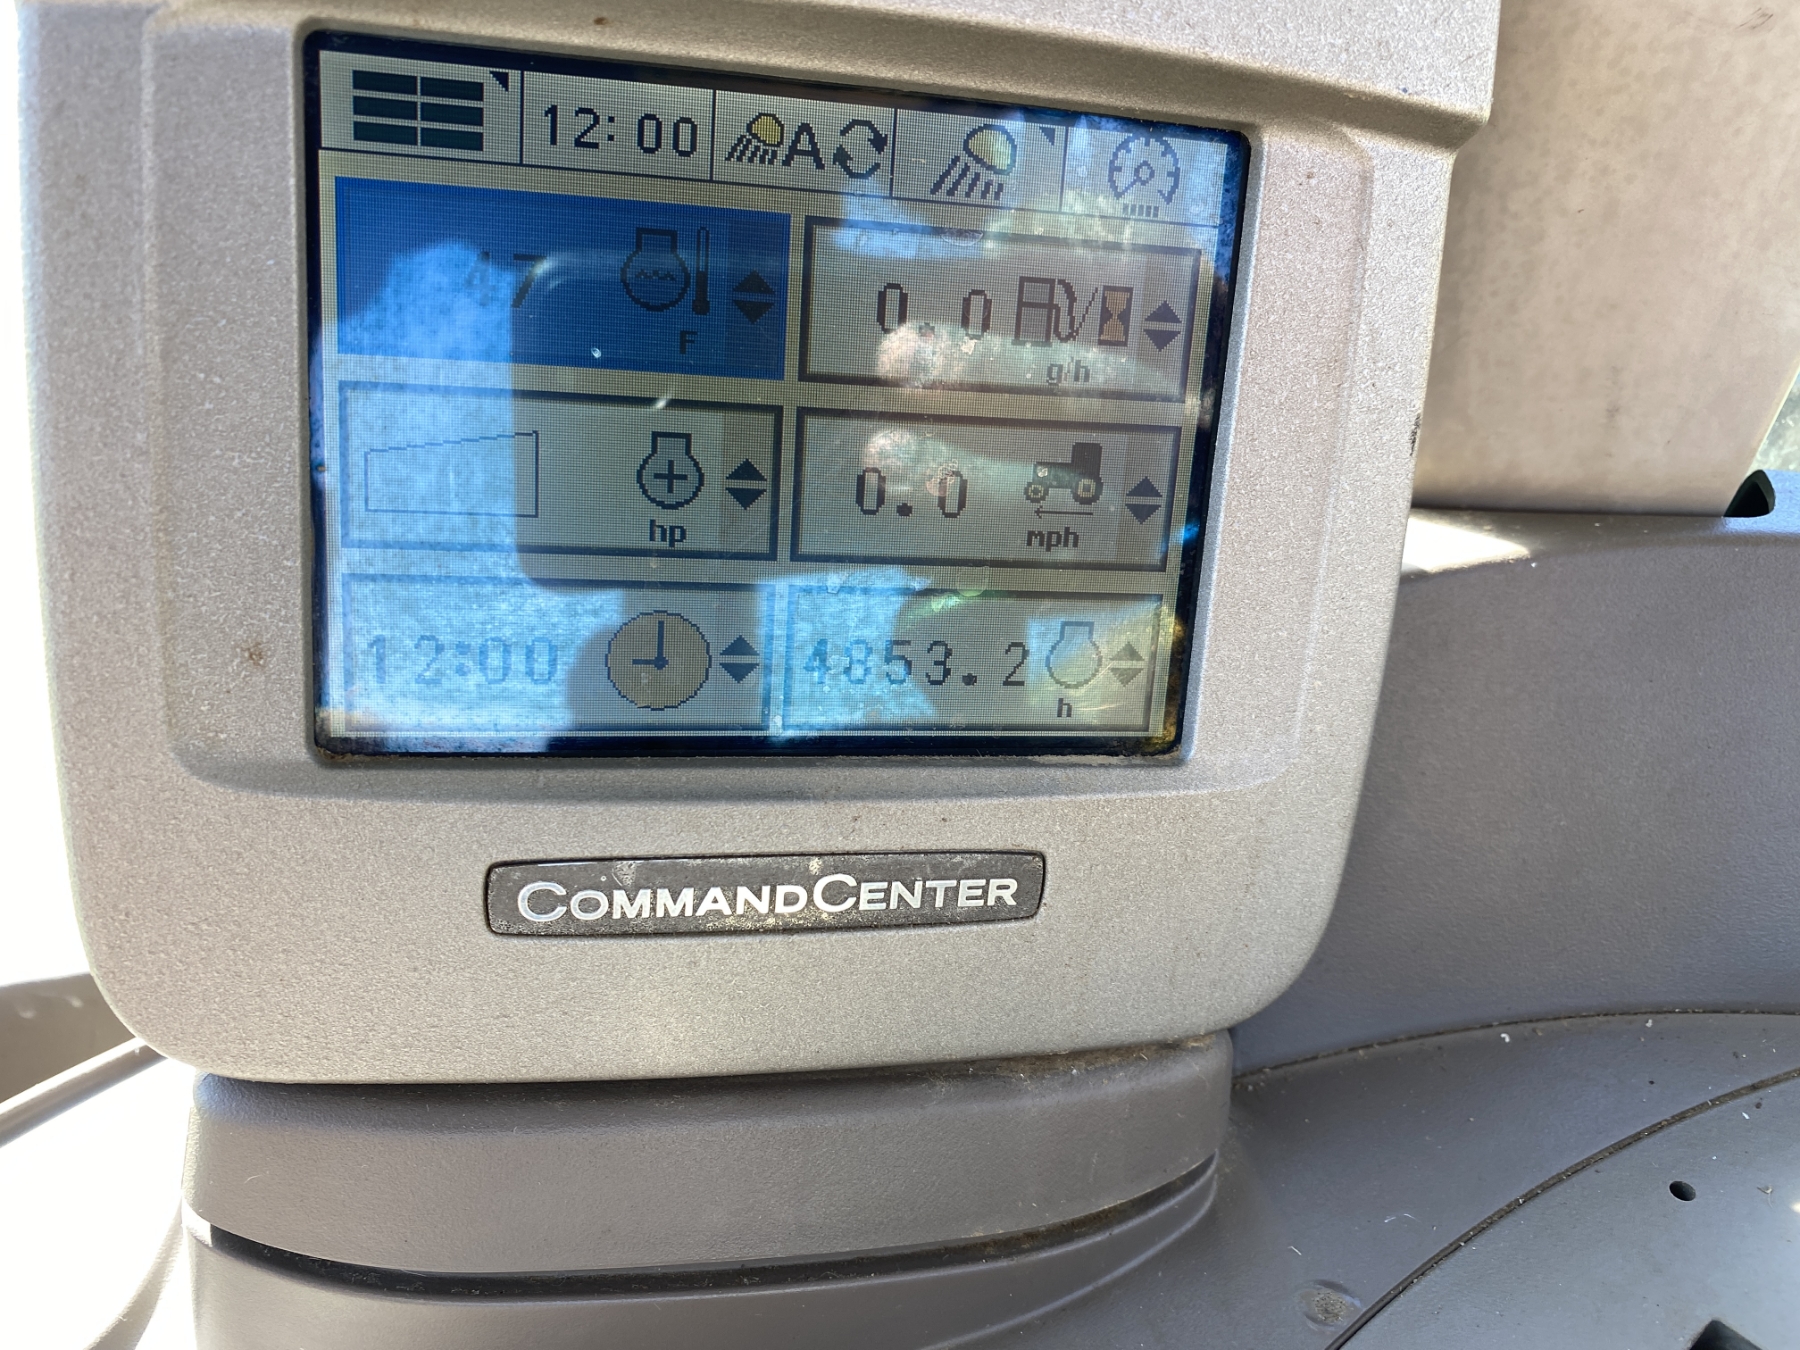 12:00 A
47
F
0.0
g/h
hp
0.0
mph
12:00
4853.2
h
COMMANDCENTER